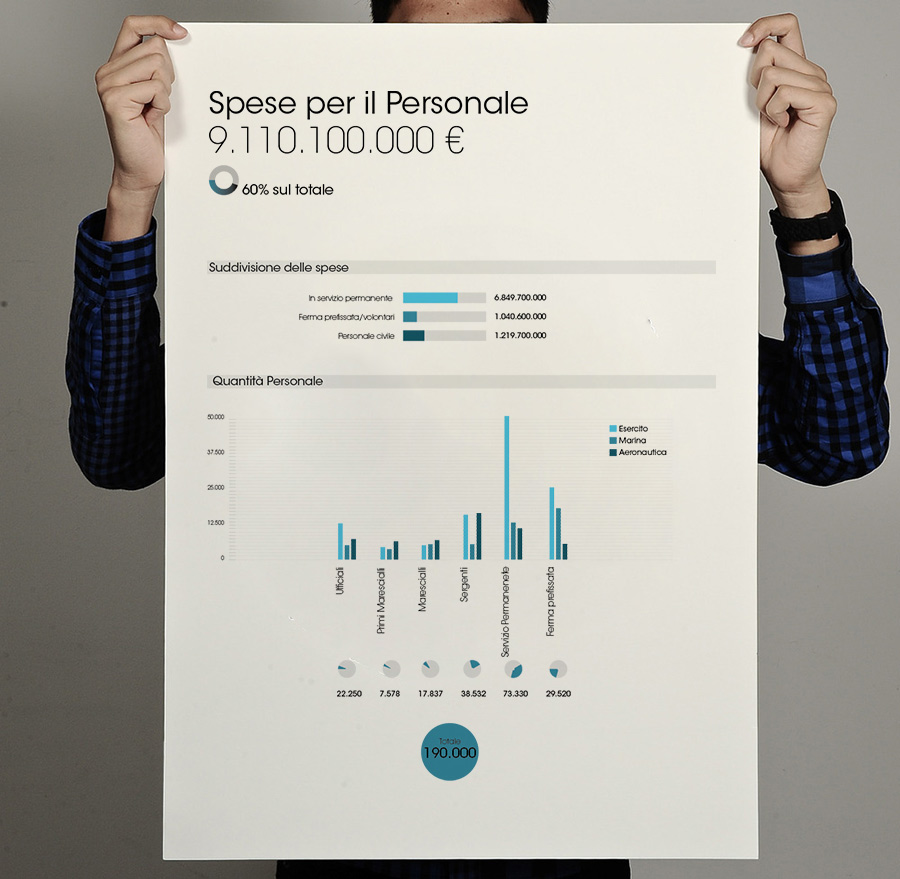 Spese per il Personale
9.110.100.000 €
60% sul totale
Suddivisione delle spese
In servizio permanente 6.849.700.000
Ferma prefissata/volontari 1.040.600.000
Personale civile 1.219.700.000
Quantità Personale
50.000
37.500
25.000
12.500
0
Esercito
Marina
Aeronautica
Ufficiali
Primi Marescialli
Marescialli
Sergenti
Servizio Permanenete
Ferma prefissata
22.250 7.578 17.837 38.532 73.330 29.520
Totale
190.000